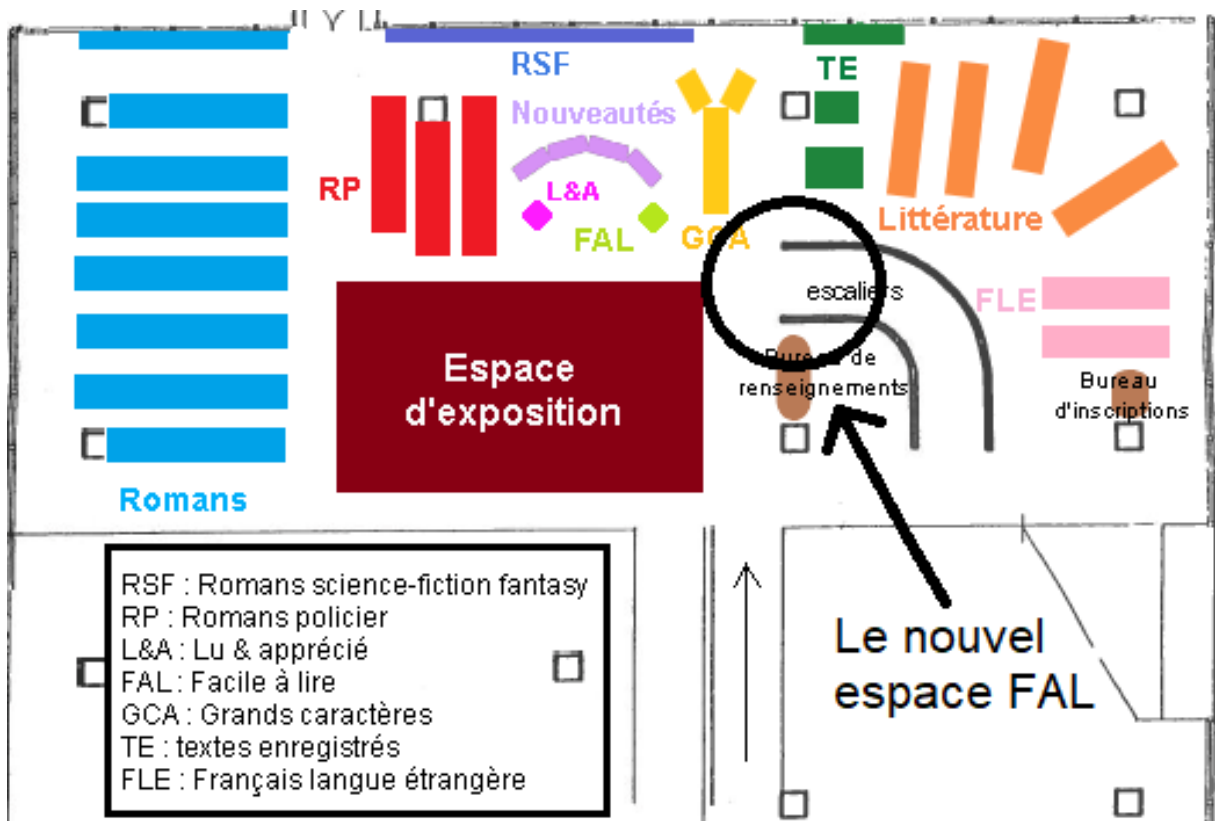 RSF
TE
Nouveautés
RP
L&A
FAL
GCA
Littérature
escaliers
FLE
Espace
d'exposition
Bureau de
renseignements
Bureau
d'inscriptions
Romans
RSF : Romans science-fiction fantasy
RP : Romans policier
L&A : Lu & apprécié
FAL : Facile à lire
GCA : Grands caractères
TE : textes enregistrés
FLE : Français langue étrangère
Le nouvel
espace FAL